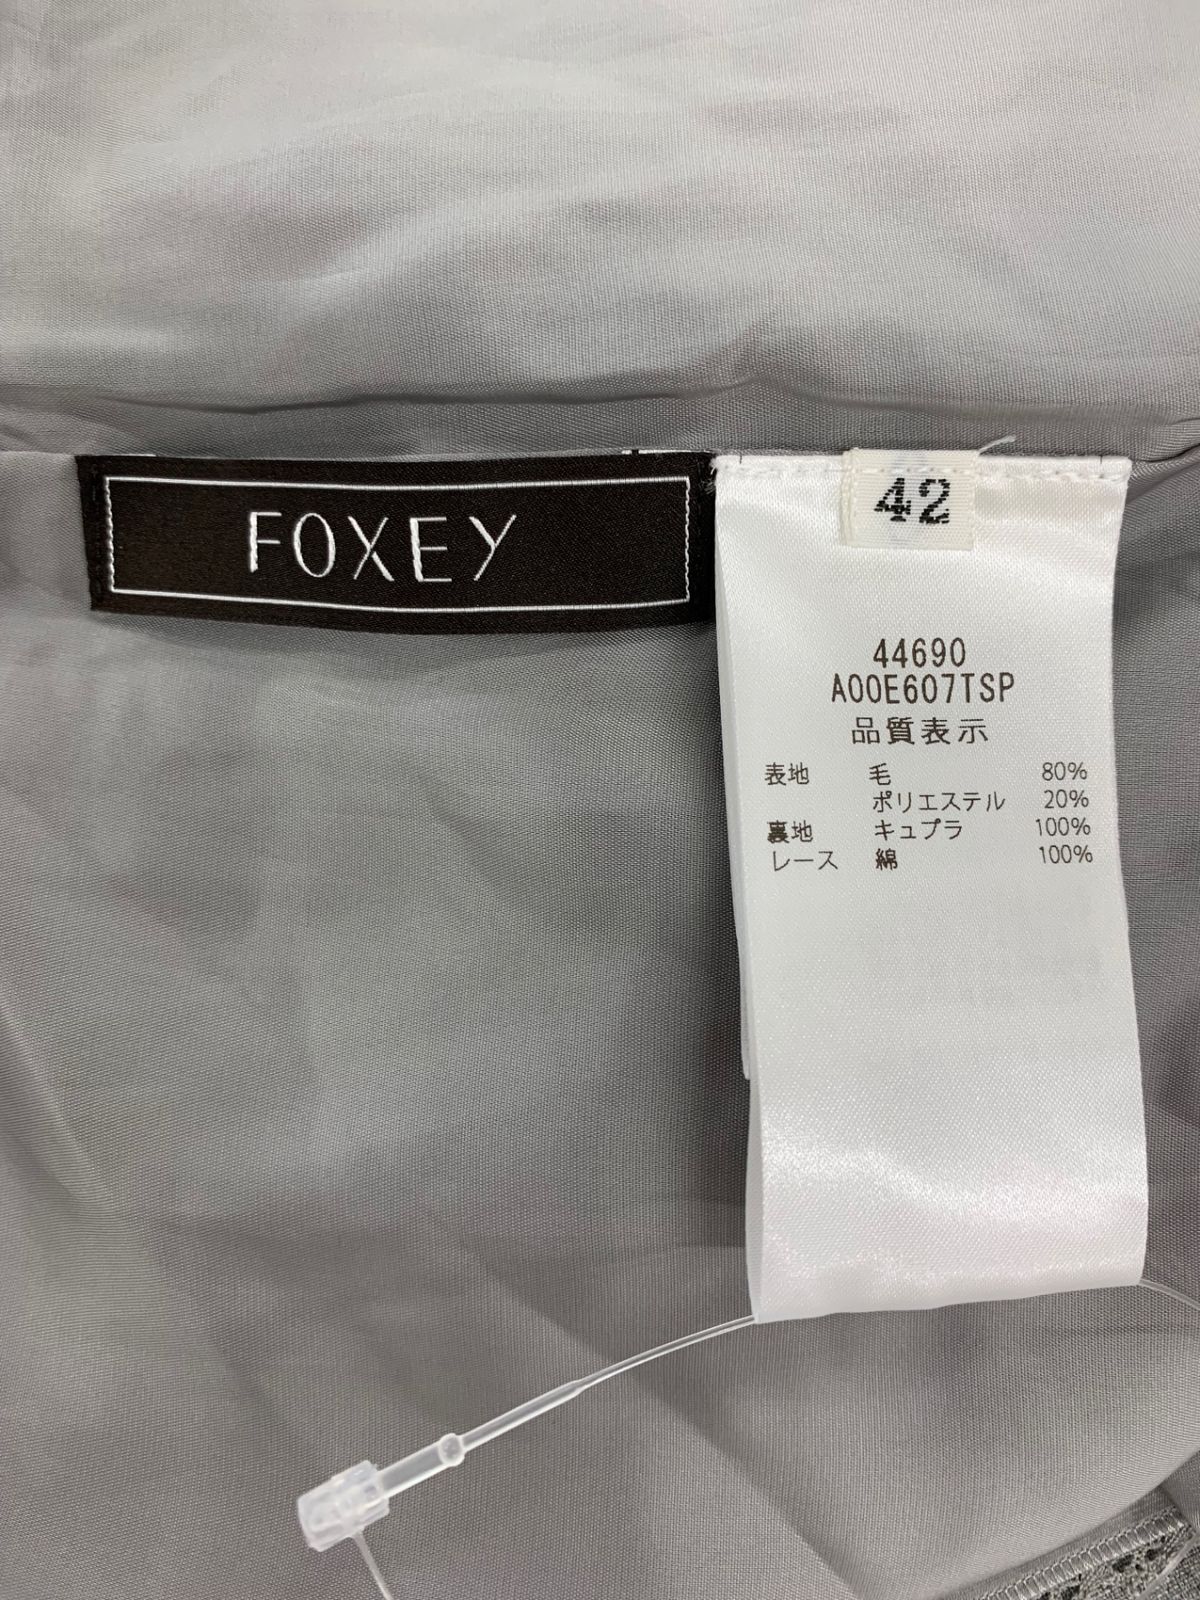 FOXEY
42
44690
A00E607TSP
品質表示
表地 毛 80%
ポリエステル 20%
裏地 キュプラ 100%
レース 綿 100%